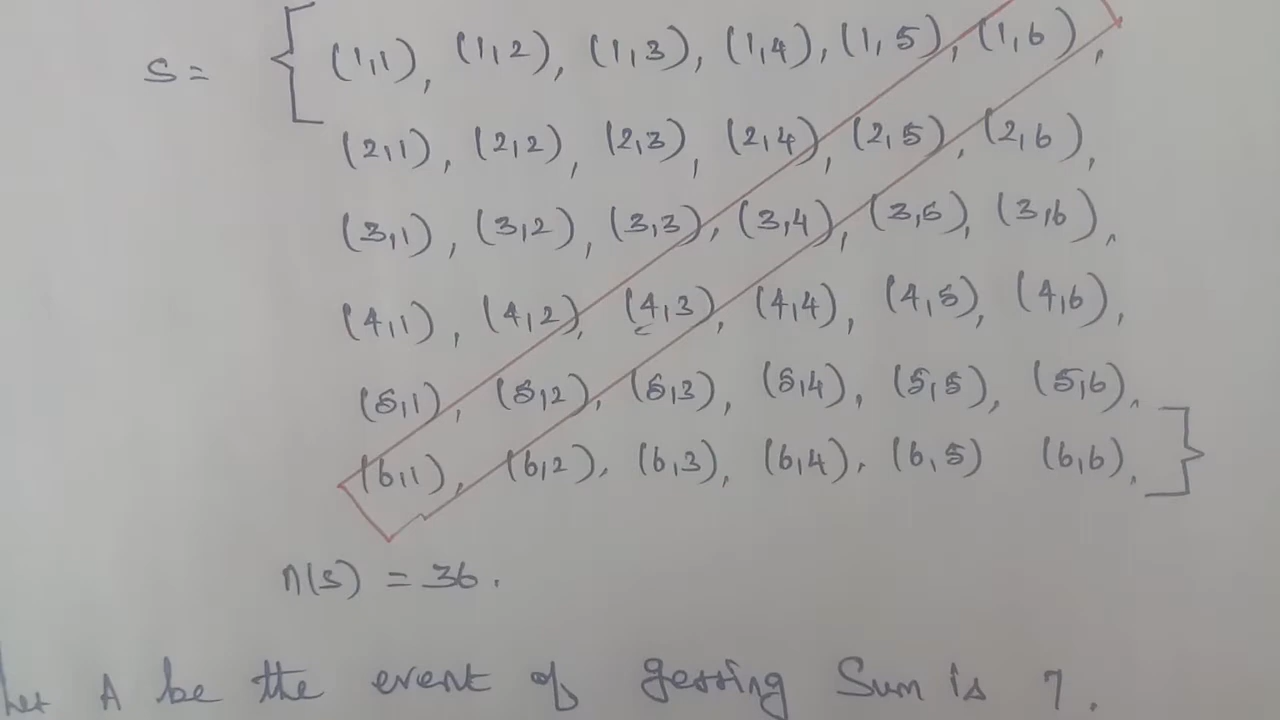 S = { (1,1), (1,2), (1,3), (1,4), (1,5), (1,6),
(2,1), (2,2), (2,3), (2,4), (2,5), (2,6),
(3,1), (3,2), (3,3), (3,4), (3,5), (3,6),
(4,1), (4,2), (4,3), (4,4), (4,5), (4,6),
(5,1), (5,2), (5,3), (5,4), (5,5), (5,6),
(6,1), (6,2), (6,3), (6,4), (6,5) (6,6), }
n(S) = 36.
Let A be the event of getting Sum is 7.